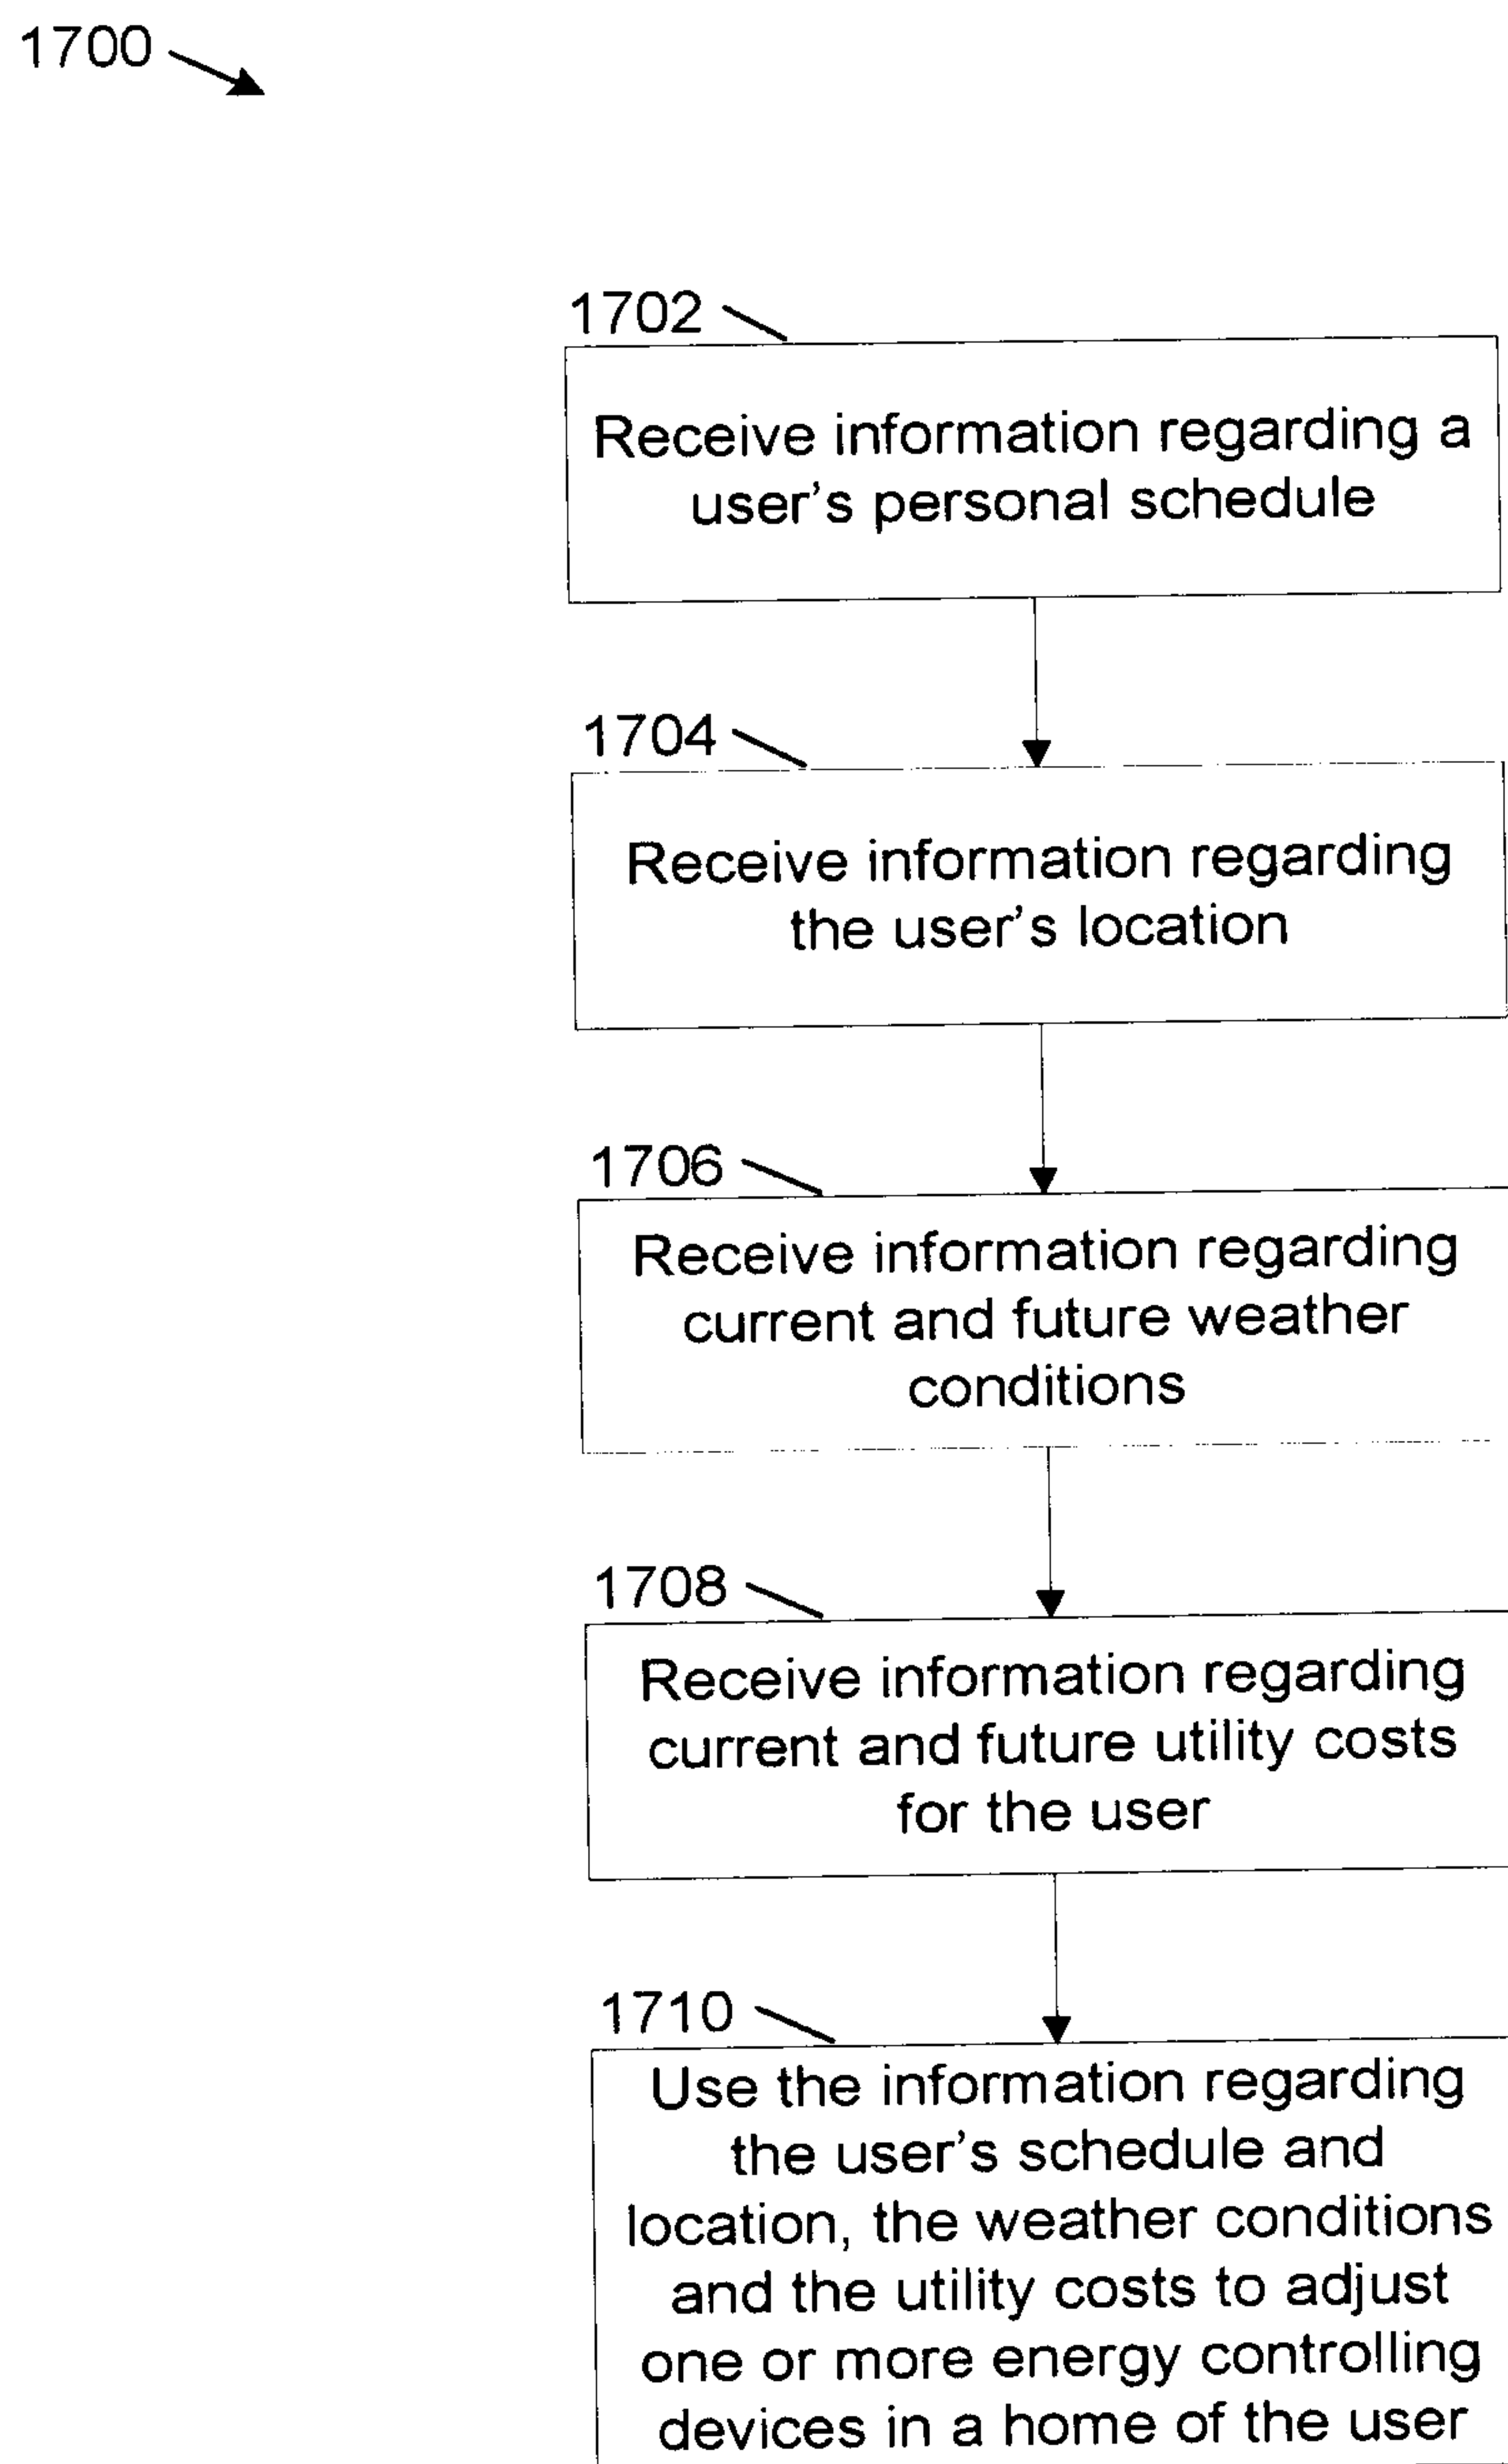 1700
1702
Receive information regarding a
user's personal schedule
1704
Receive information regarding
the user's location
1706
Receive information regarding
current and future weather
conditions
1708
Receive information regarding
current and future utility costs
for the user
1710
Use the information regarding
the user's schedule and
location, the weather conditions
and the utility costs to adjust
one or more energy controlling
devices in a home of the user